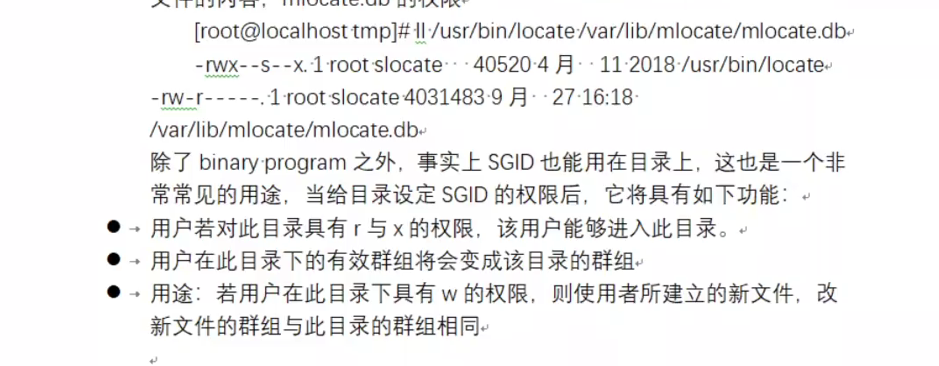 文件的内容，mlocate.db 的权限
[root@localhost tmp]# ll /usr/bin/locate /var/lib/mlocate/mlocate.db
-rwx--s--x. 1 root slocate 40520 4 月 11 2018 /usr/bin/locate
-rw-r-----. 1 root slocate 4031483 9 月 27 16:18
/var/lib/mlocate/mlocate.db
除了 binary program 之外，事实上 SGID 也能用在目录上，这也是一个非
常常见的用途，当给目录设定 SGID 的权限后，它将具有如下功能：
● 用户若对此目录具有 r 与 x 的权限，该用户能够进入此目录。
● 用户在此目录下的有效群组将会变成该目录的群组
● 用途：若用户在此目录下具有 w 的权限，则使用者所建立的新文件，改
新文件的群组与此目录的群组相同